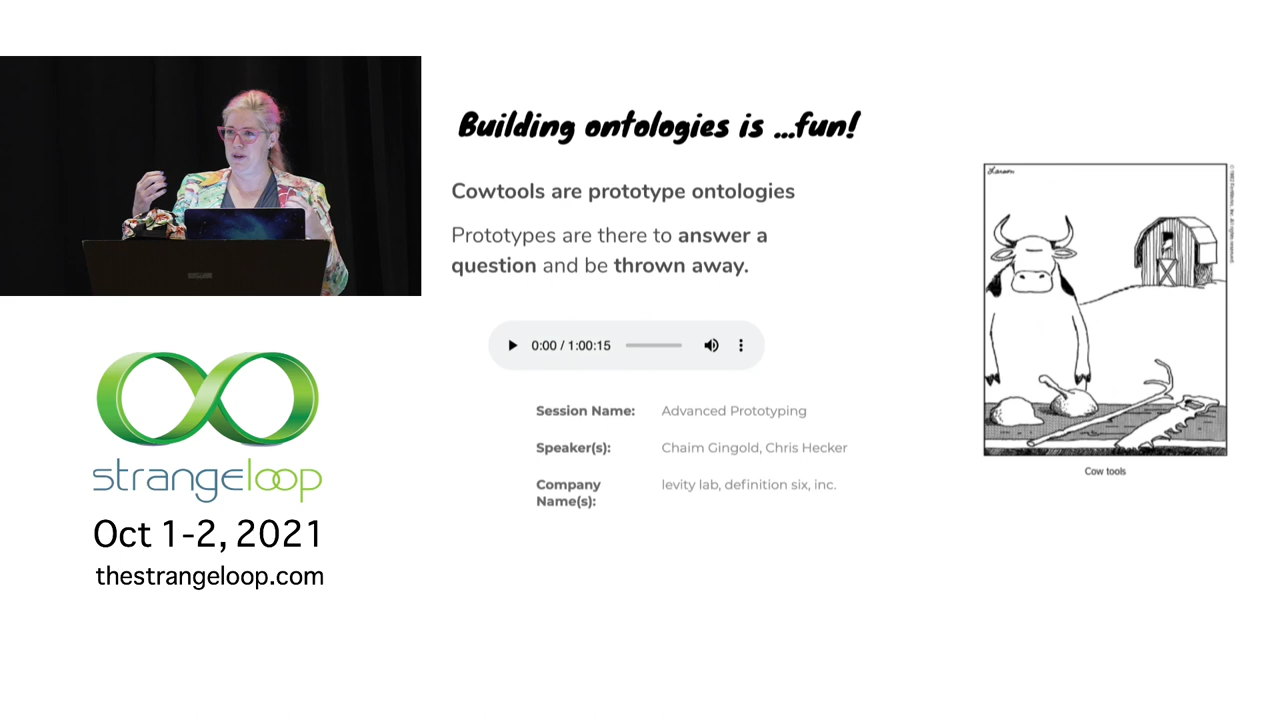 Building ontologies is ...fun!
Cowtools are prototype ontologies
Prototypes are there to answer a
question and be thrown away.
0:00 / 1:00:15
Session Name: Advanced Prototyping
Speaker(s): Chaim Gingold, Chris Hecker
Company levity lab, definition six, inc.
Name(s):
Larson
Cow tools
strangeloop
Oct 1-2, 2021
thestrangeloop.com